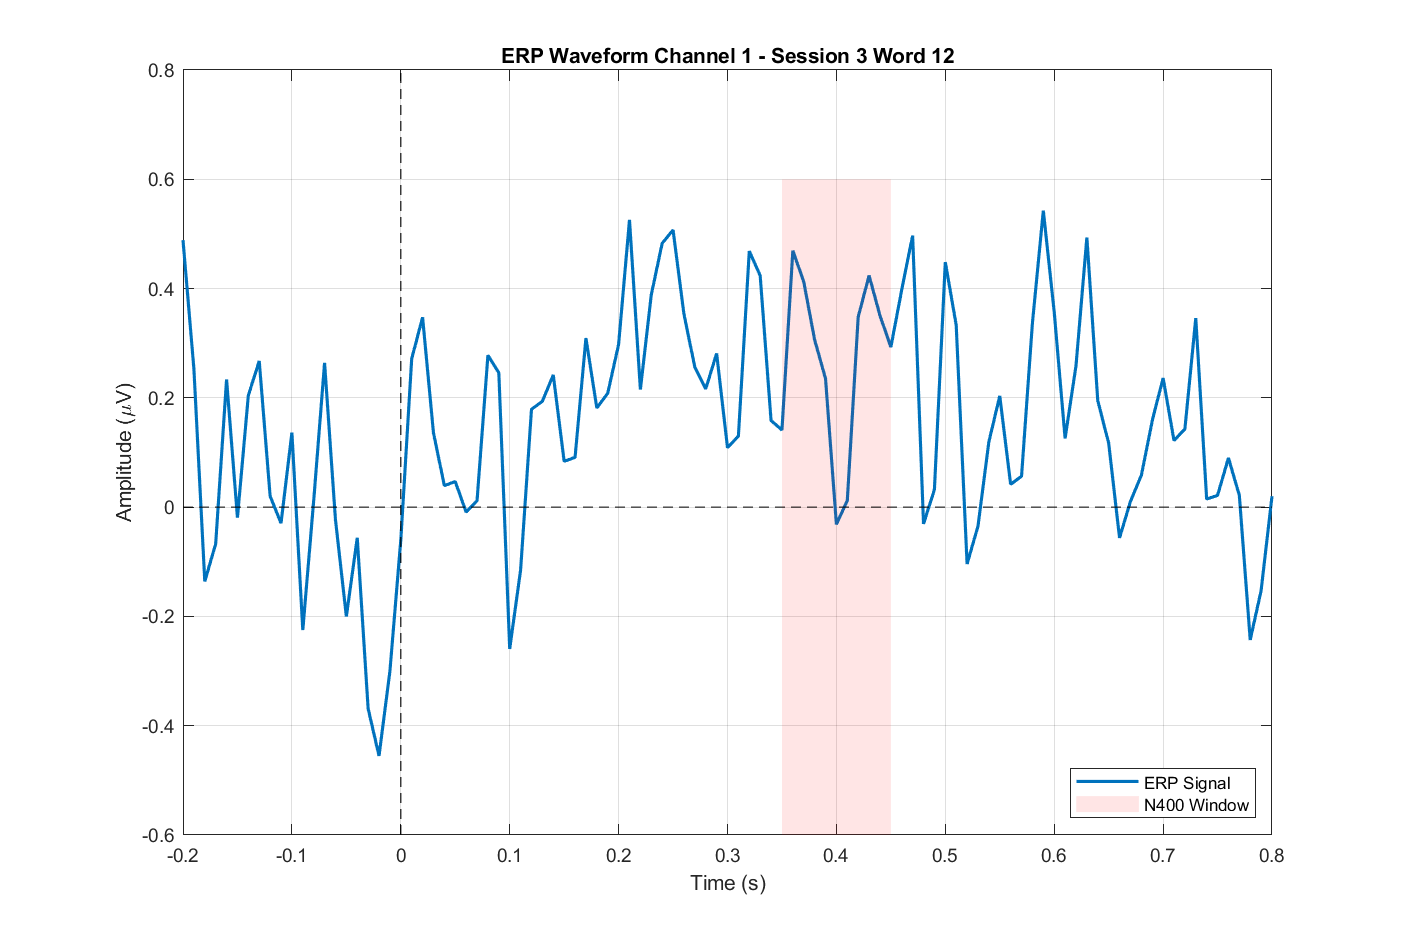 ERP Waveform Channel 1 - Session 3 Word 12
0.8
0.6
0.4
0.2
0
-0.2
-0.4
-0.6
Amplitude (μV)
-0.2 -0.1 0 0.1 0.2 0.3 0.4 0.5 0.6 0.7 0.8
Time (s)
ERP Signal
N400 Window